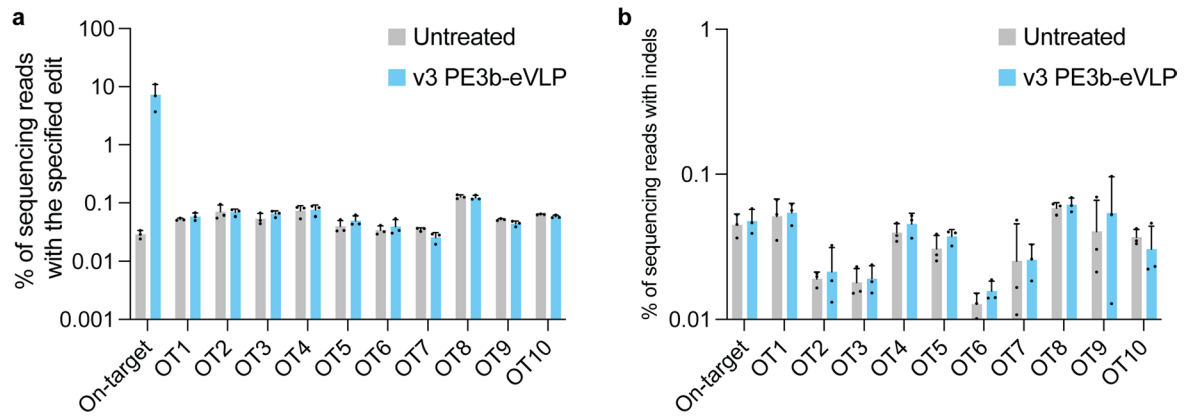 a
% of sequencing reads
with the specified edit
100
10
1
0.1
0.01
0.001
Untreated
v3 PE3b-eVLP
On-target
OT1
OT2
OT3
OT4
OT5
OT6
OT7
OT8
OT9
OT10
b
% of sequencing reads with indels
1
0.1
0.01
Untreated
v3 PE3b-eVLP
On-target
OT1
OT2
OT3
OT4
OT5
OT6
OT7
OT8
OT9
OT10